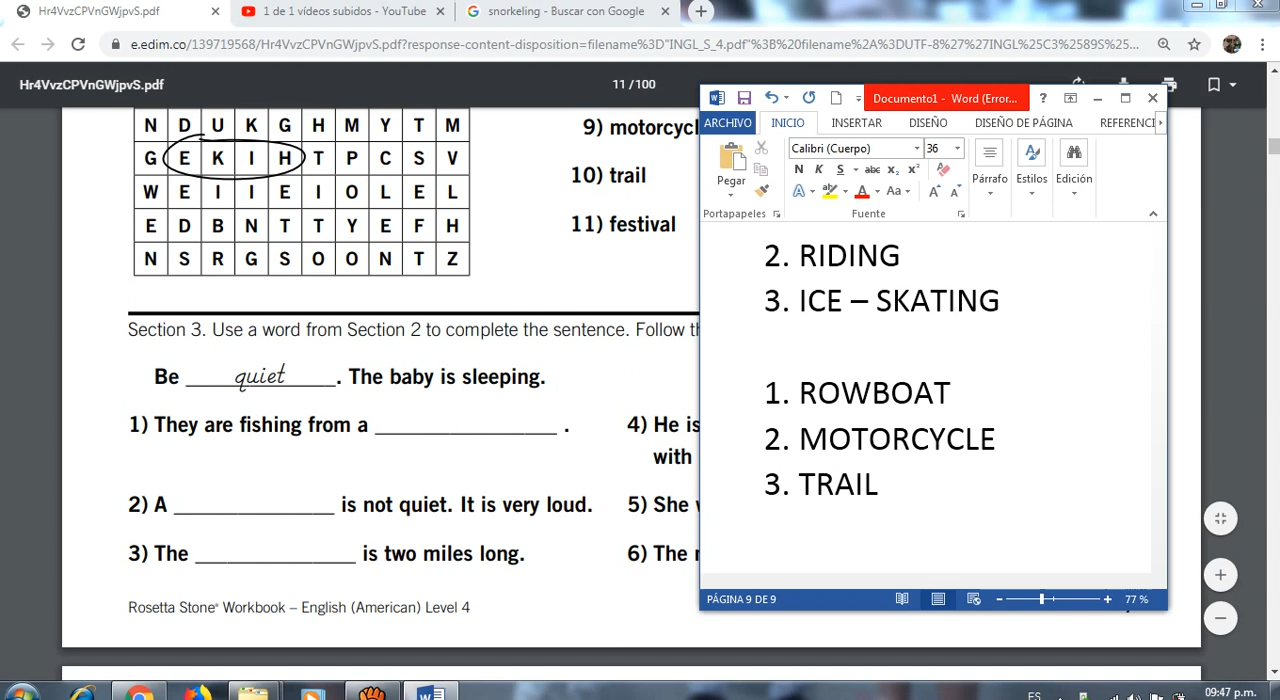 Hr4VvzCPVnGWjpvS.pdf
1 de 1 vídeos subidos - YouTube
snorkeling - Buscar con Google
e.edim.co/139719568/Hr4VvzCPVnGWjpvS.pdf?response-content-disposition=filename%3D"INGL_S_4.pdf"%3B%20filename%2A%3DUTF-8%27%27INGL%25C3%2589S%25...
Hr4VvzCPVnGWjpvS.pdf
11 / 100
N D U K G H M Y T M
G E K I H T P C S V
W E I I E I O L E L
E D B N T T Y E F H
N S R G S O O N T Z
9) motorcycl
10) trail
11) festival
Section 3. Use a word from Section 2 to complete the sentence. Follow th
Be quiet. The baby is sleeping.
1) They are fishing from a ________ .
2) A ________ is not quiet. It is very loud.
3) The ________ is two miles long.
4) He is
with
5) She w
6) The n
Rosetta Stone® Workbook – English (American) Level 4
Documento1 - Word (Error...
ARCHIVO INICIO INSERTAR DISEÑO DISEÑO DE PÁGINA REFERENCI
Pegar
Portapapeles
Calibri (Cuerpo) 36
N K S abc x₂ x²
A ab A Aa A A
Fuente
Párrafo
Estilos
Edición
2. RIDING
3. ICE – SKATING
1. ROWBOAT
2. MOTORCYCLE
3. TRAIL
PÁGINA 9 DE 9
77 %
ES
09:47 p.m.